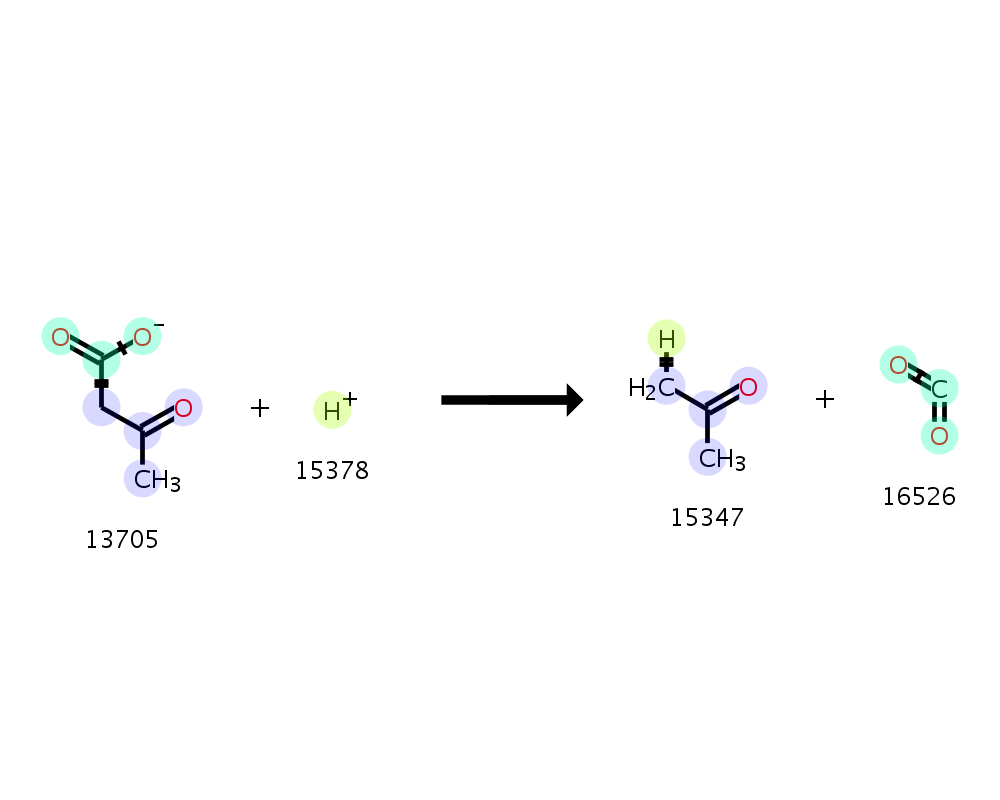 O O⁻
O
CH₃
13705
+
H⁺
15378
H
H₂C O
CH₃
15347
+
O
C
O
16526